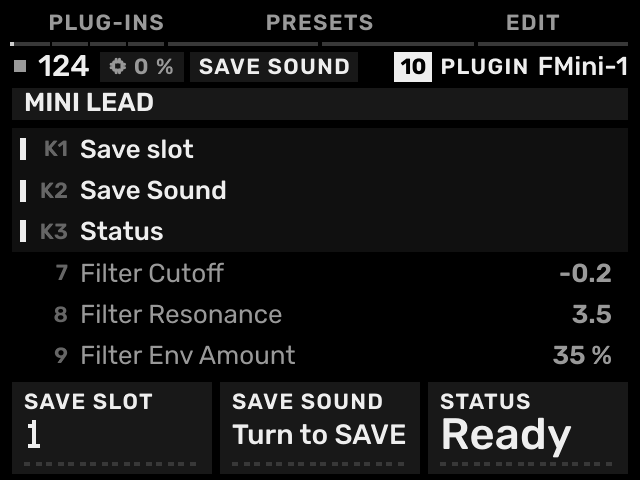 PLUG-INS PRESETS EDIT
124 0 % SAVE SOUND 10 PLUGIN FMini-1
MINI LEAD
K1 Save slot
K2 Save Sound
K3 Status
7 Filter Cutoff -0.2
8 Filter Resonance 3.5
9 Filter Env Amount 35 %
SAVE SLOT SAVE SOUND STATUS
1 Turn to SAVE Ready